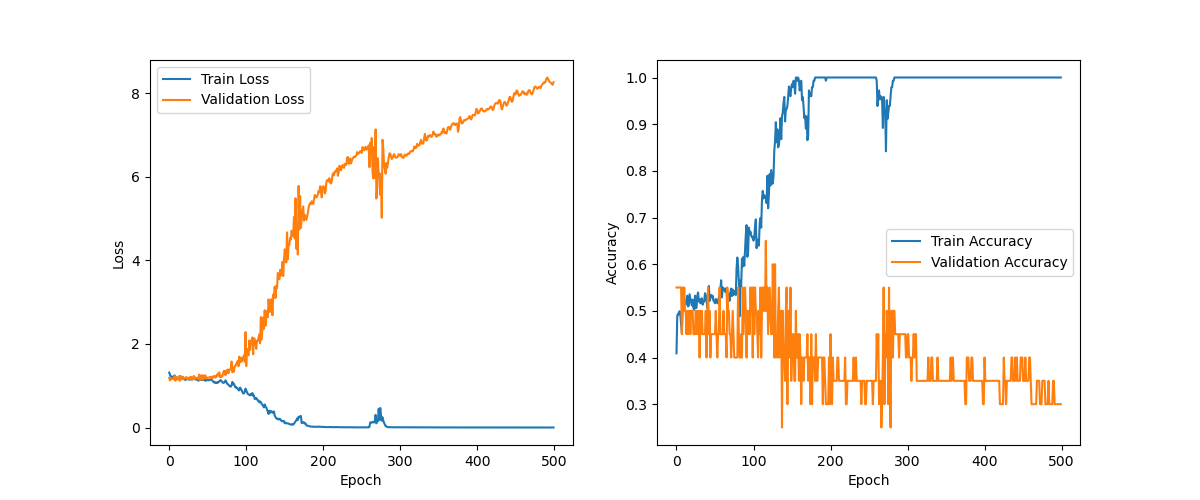 Train Loss
Validation Loss
8
6
4
2
0
Loss
0 100 200 300 400 500
Epoch
1.0
0.9
0.8
0.7
0.6
0.5
0.4
0.3
Accuracy
Train Accuracy
Validation Accuracy
0 100 200 300 400 500
Epoch